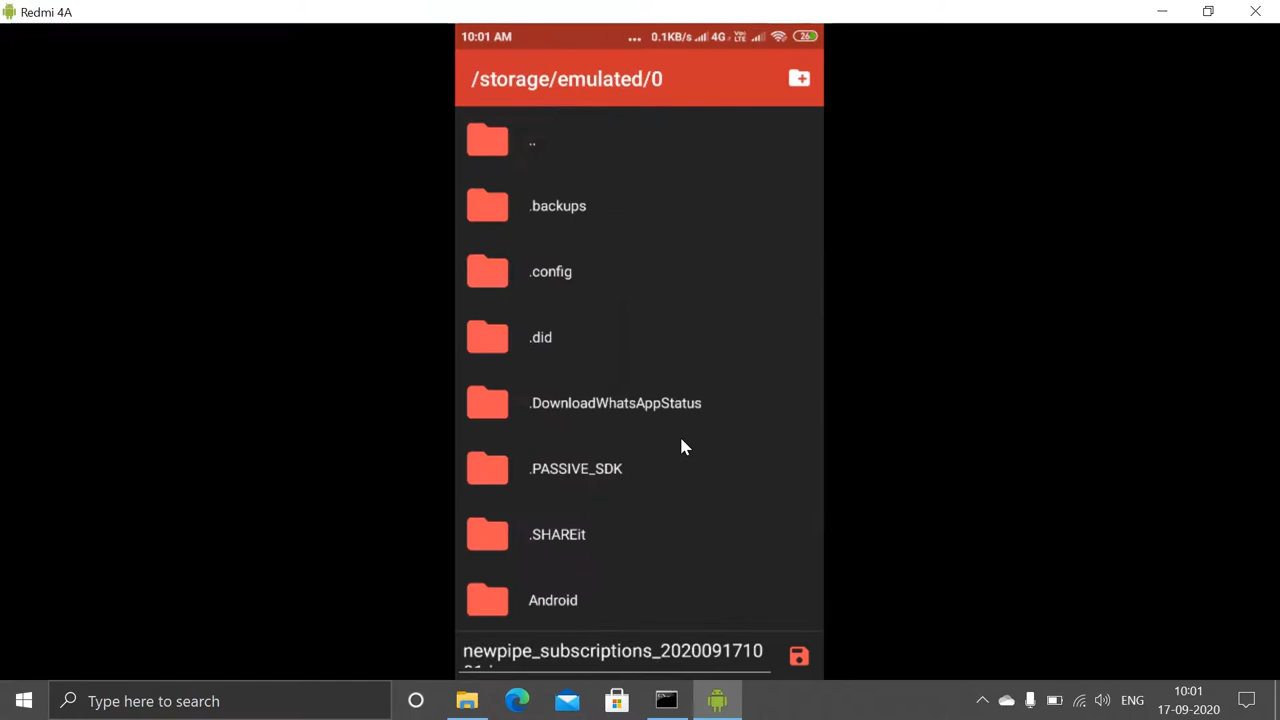 Redmi 4A
10:01 AM ... 0.1KB/s 4G VoLTE 26
/storage/emulated/0
..
.backups
.config
.did
.DownloadWhatsAppStatus
.PASSIVE_SDK
.SHAREit
Android
newpipe_subscriptions_2020091710
Type here to search
ENG
10:01
17-09-2020